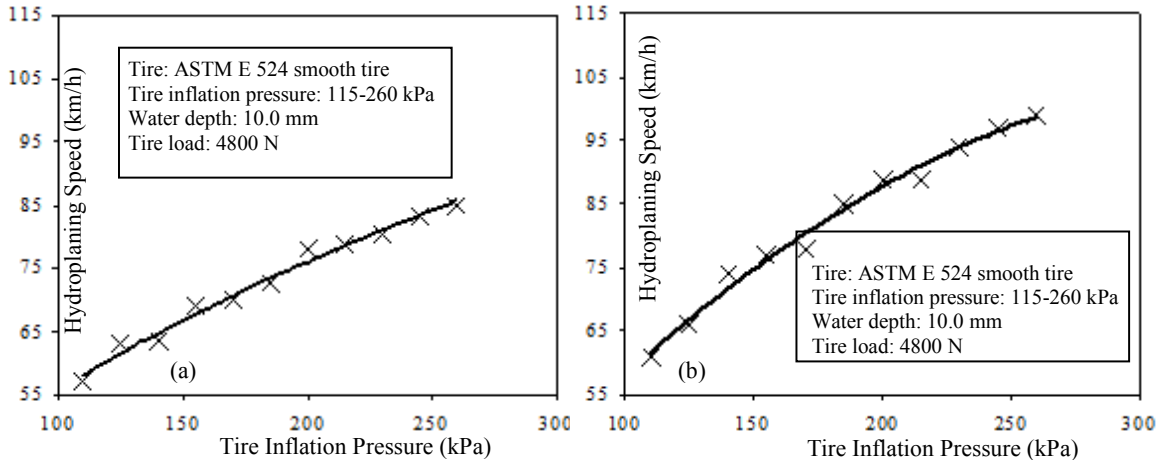 115
105
95
85
75
65
55
Hydroplaning Speed (km/h)
Tire: ASTM E 524 smooth tire
Tire inflation pressure: 115-260 kPa
Water depth: 10.0 mm
Tire load: 4800 N
(a)
100 150 200 250 300
Tire Inflation Pressure (kPa)
115
105
95
85
75
65
55
Hydroplaning Speed (km/h)
Tire: ASTM E 524 smooth tire
Tire inflation pressure: 115-260 kPa
Water depth: 10.0 mm
Tire load: 4800 N
(b)
100 150 200 250 300
Tire Inflation Pressure (kPa)